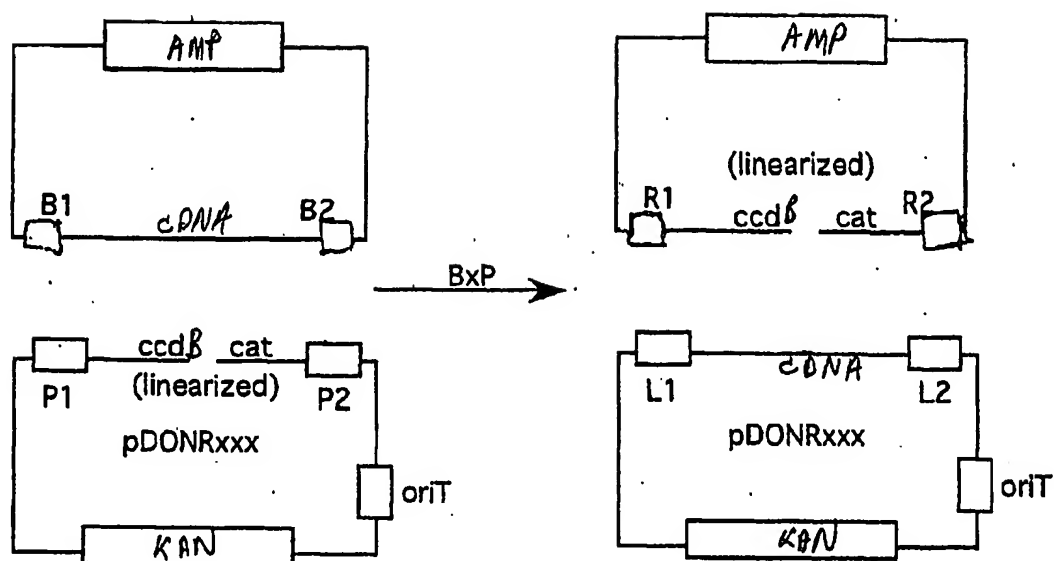 AMP
B1 cDNA B2
BxP
ccdB cat
(linearized)
P1 P2
pDONRxxx
oriT
KAN
AMP
(linearized)
R1 ccdB cat R2
cDNA
L1 L2
pDONRxxx
oriT
KAN